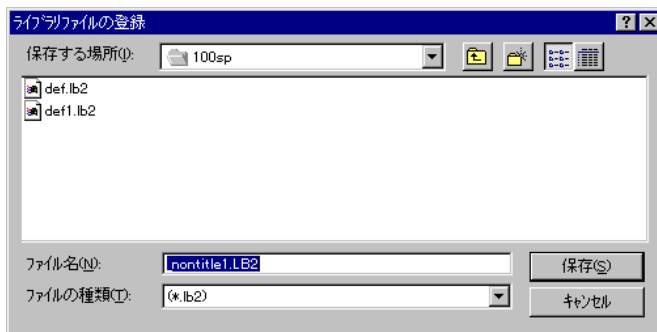 ライブラリファイルの登録
保存する場所(I): 100sp
def.lb2
def1.lb2
ファイル名(N): _nontitle1.LB2 保存(S)
ファイルの種類(T): (*.lb2) キャンセル